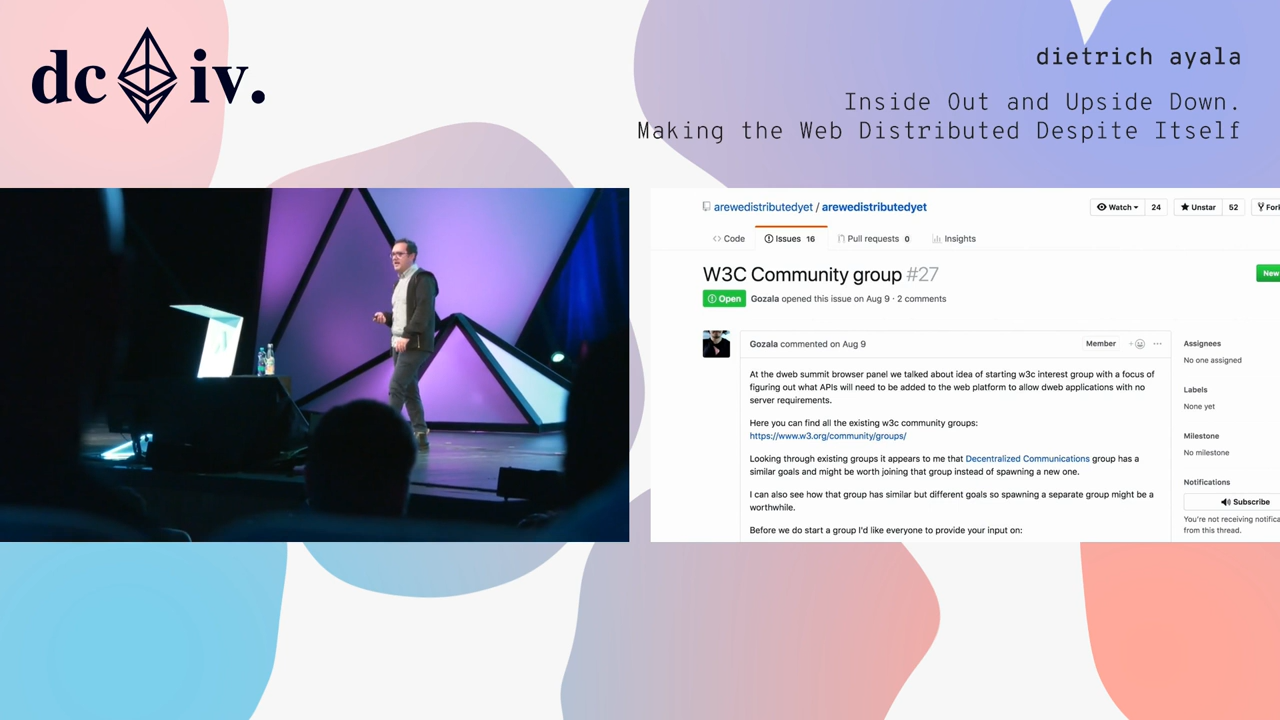 dc iv.
dietrich ayala
Inside Out and Upside Down.
Making the Web Distributed Despite Itself
arewedistributedyet / arewedistributedyet
Watch 24
Unstar 52
Fork
Code
Issues 16
Pull requests 0
Insights
W3C Community group #27
New
Open
Gozala opened this issue on Aug 9 · 2 comments
Gozala commented on Aug 9
Member
At the dweb summit browser panel we talked about idea of starting w3c interest group with a focus of
figuring out what APIs will need to be added to the web platform to allow dweb applications with no
server requirements.
Here you can find all the existing w3c community groups:
https://www.w3.org/community/groups/
Looking through existing groups it appears to me that Decentralized Communications group has a
similar goals and might be worth joining that group instead of spawning a new one.
I can also see how that group has similar but different goals so spawning a separate group might be a
worthwhile.
Before we do start a group I'd like everyone to provide your input on:
Assignees
No one assigned
Labels
None yet
Milestone
No milestone
Notifications
Subscribe
You're not receiving notifica
from this thread.